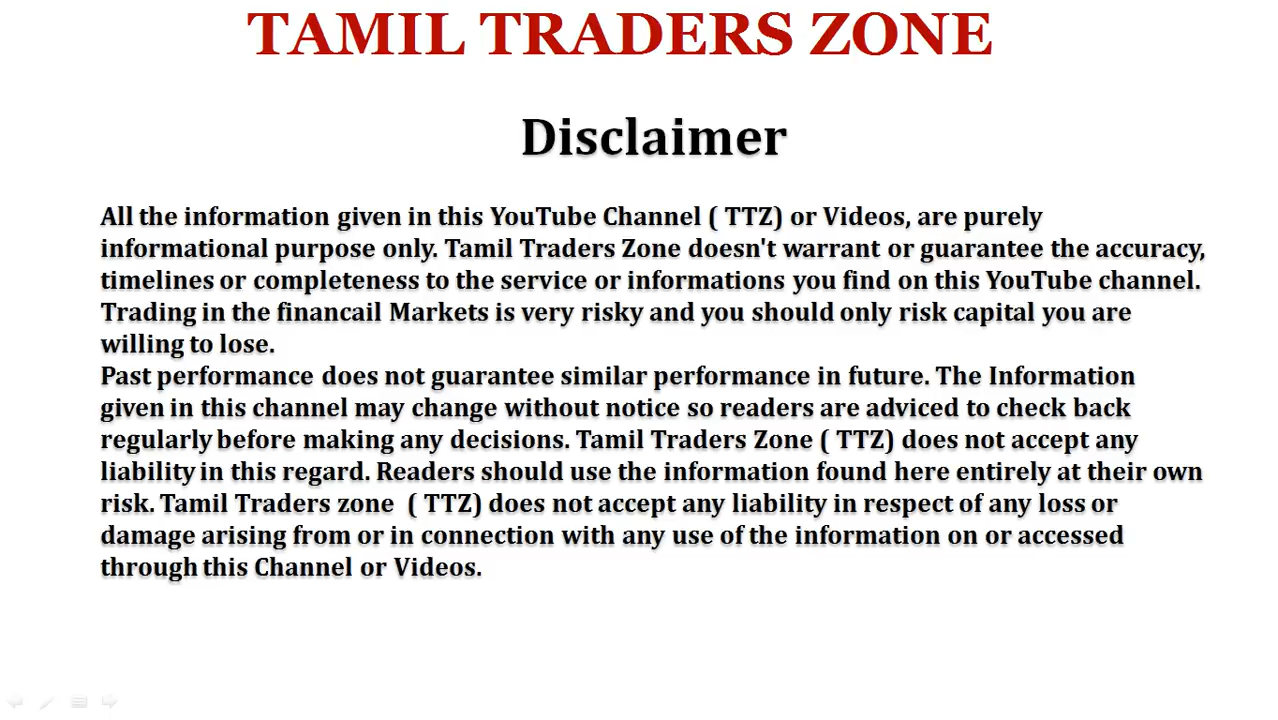 TAMIL TRADERS ZONE
Disclaimer
All the information given in this YouTube Channel ( TTZ) or Videos, are purely
informational purpose only. Tamil Traders Zone doesn't warrant or guarantee the accuracy,
timelines or completeness to the service or informations you find on this YouTube channel.
Trading in the financail Markets is very risky and you should only risk capital you are
willing to lose.
Past performance does not guarantee similar performance in future. The Information
given in this channel may change without notice so readers are adviced to check back
regularly before making any decisions. Tamil Traders Zone ( TTZ) does not accept any
liability in this regard. Readers should use the information found here entirely at their own
risk. Tamil Traders zone  ( TTZ) does not accept any liability in respect of any loss or
damage arising from or in connection with any use of the information on or accessed
through this Channel or Videos.